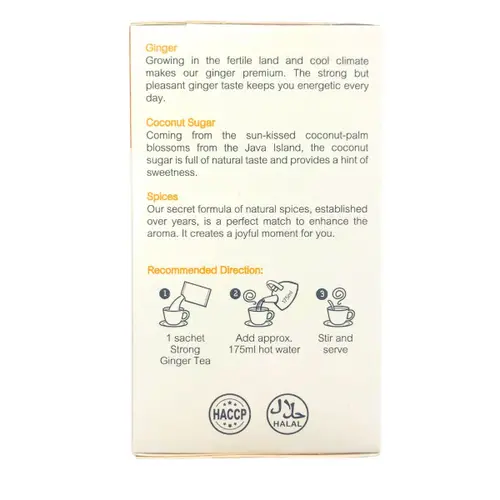 Ginger
Growing in the fertile land and cool climate
makes our ginger premium. The strong but
pleasant ginger taste keeps you energetic every
day.
Coconut Sugar
Coming from the sun-kissed coconut-palm
blossoms from the Java Island, the coconut
sugar is full of natural taste and provides a hint of
sweetness.
Spices
Our secret formula of natural spices, established
over years, is a perfect match to enhance the
aroma. It creates a joyful moment for you.
Recommended Direction:
1 2 3
175ml
1 sachet
Strong
Ginger Tea
Add approx.
175ml hot water
Stir and
serve
HACCP
حلال
HALAL